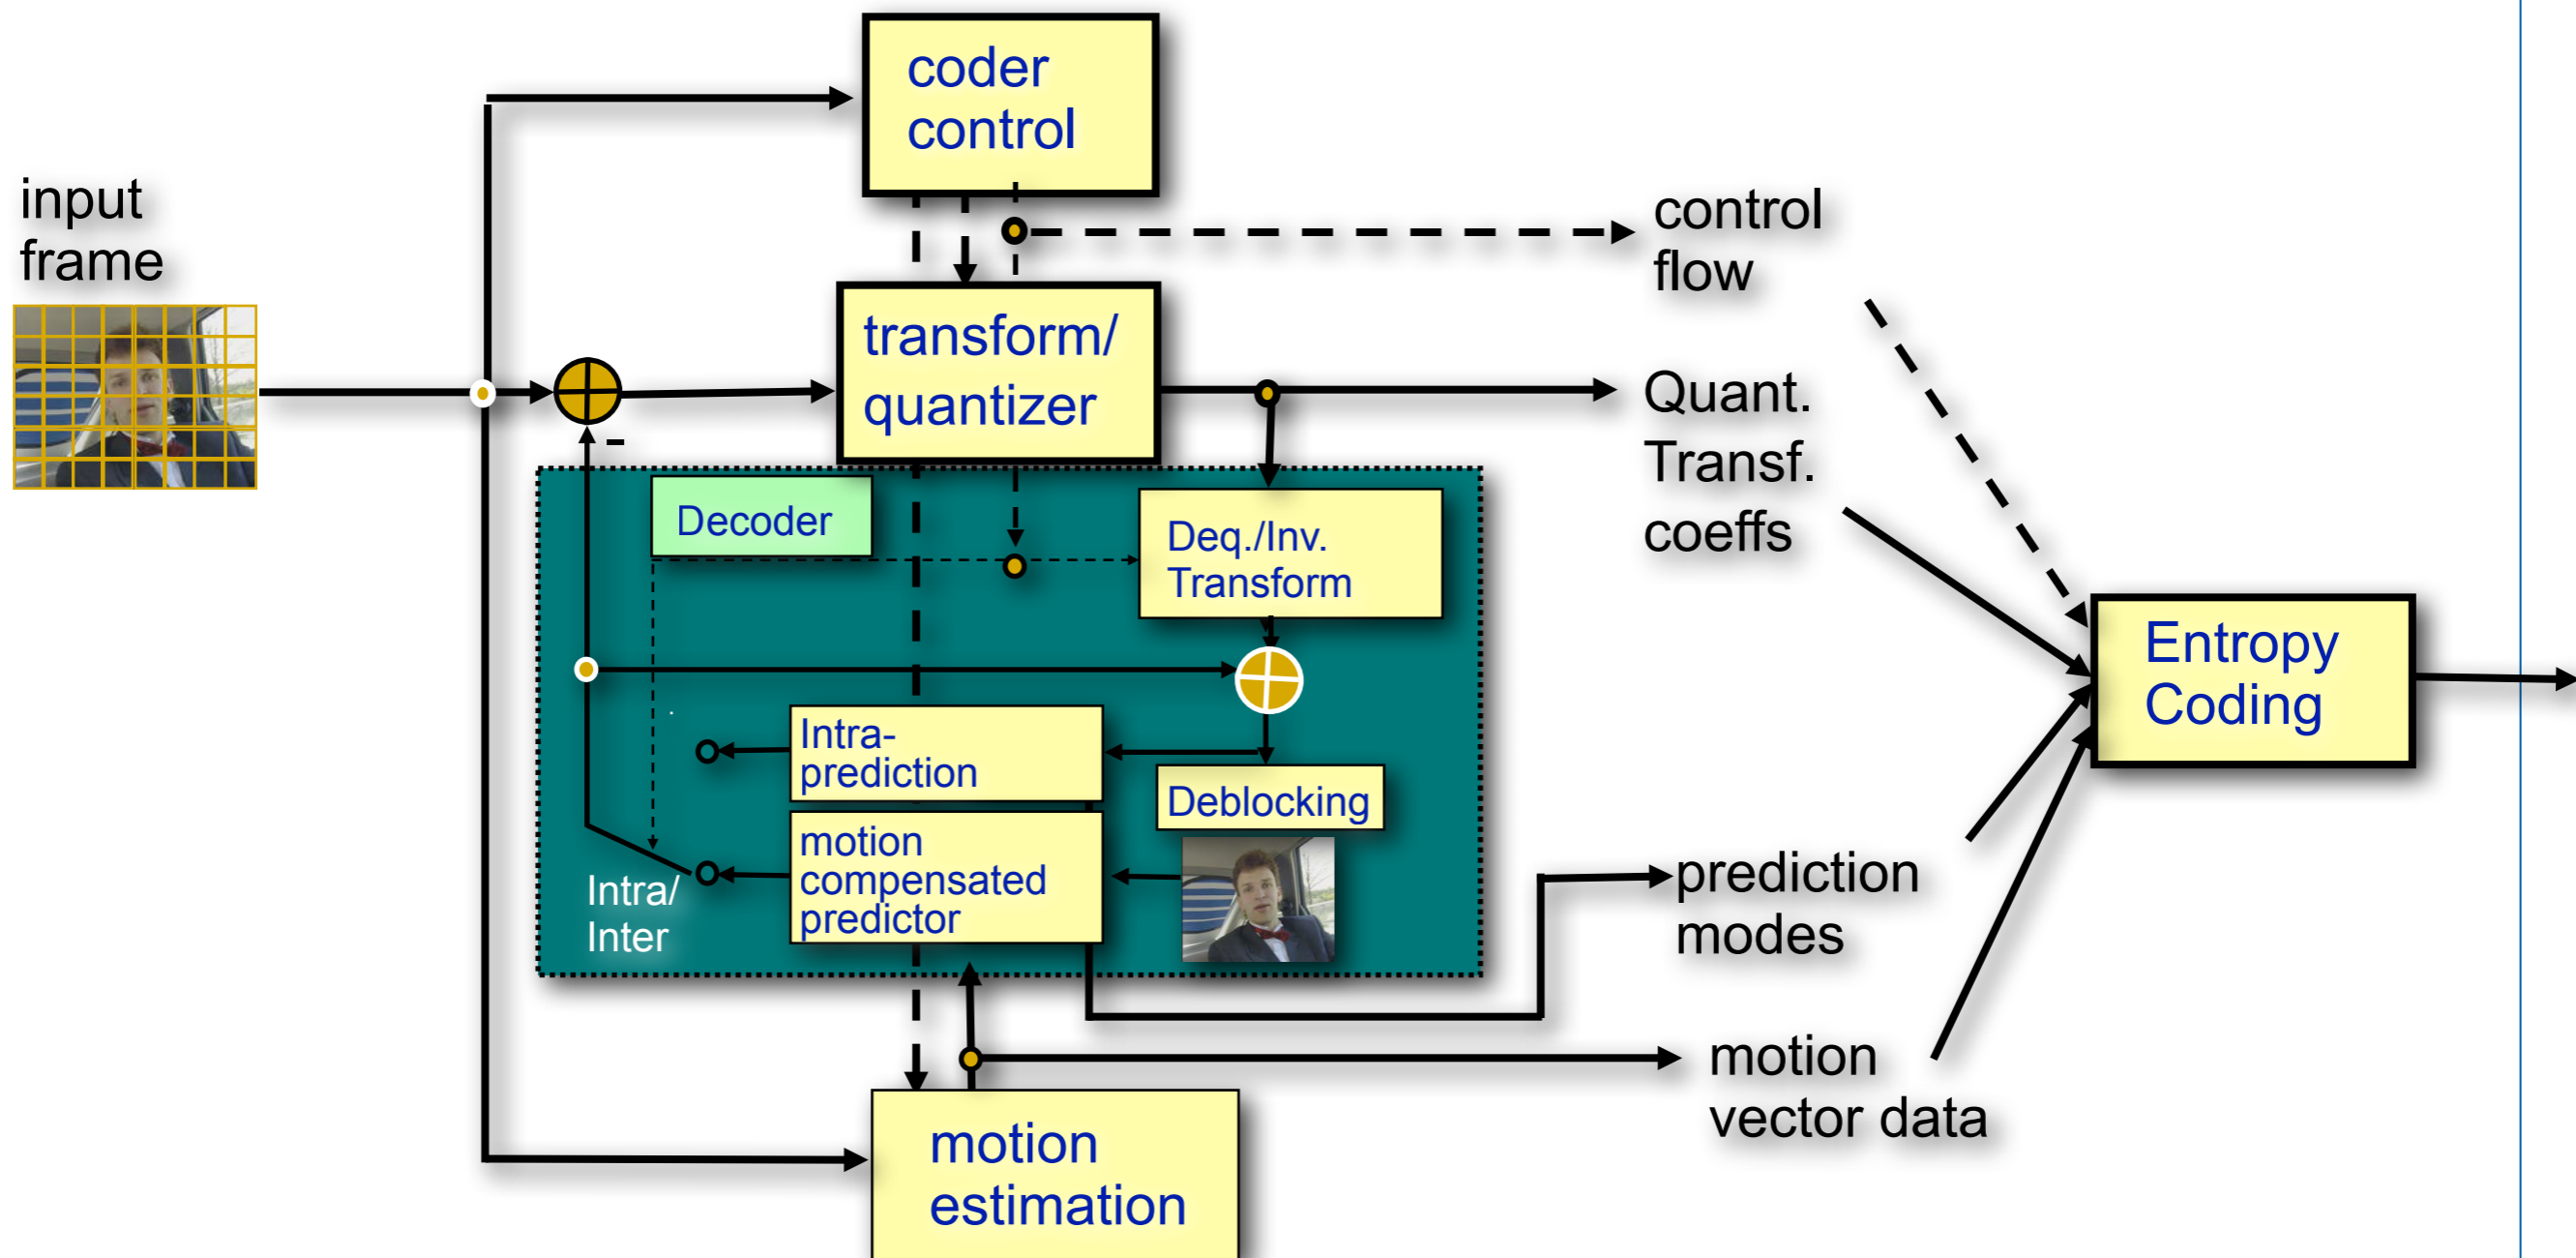 coder
control
input
frame
control
flow
transform/
quantizer
Quant.
Transf.
coeffs
-
Decoder
Deq./Inv.
Transform
Entropy
Coding
Intra-
prediction
Deblocking
motion
compensated
predictor
Intra/
Inter
prediction
modes
motion
vector data
motion
estimation